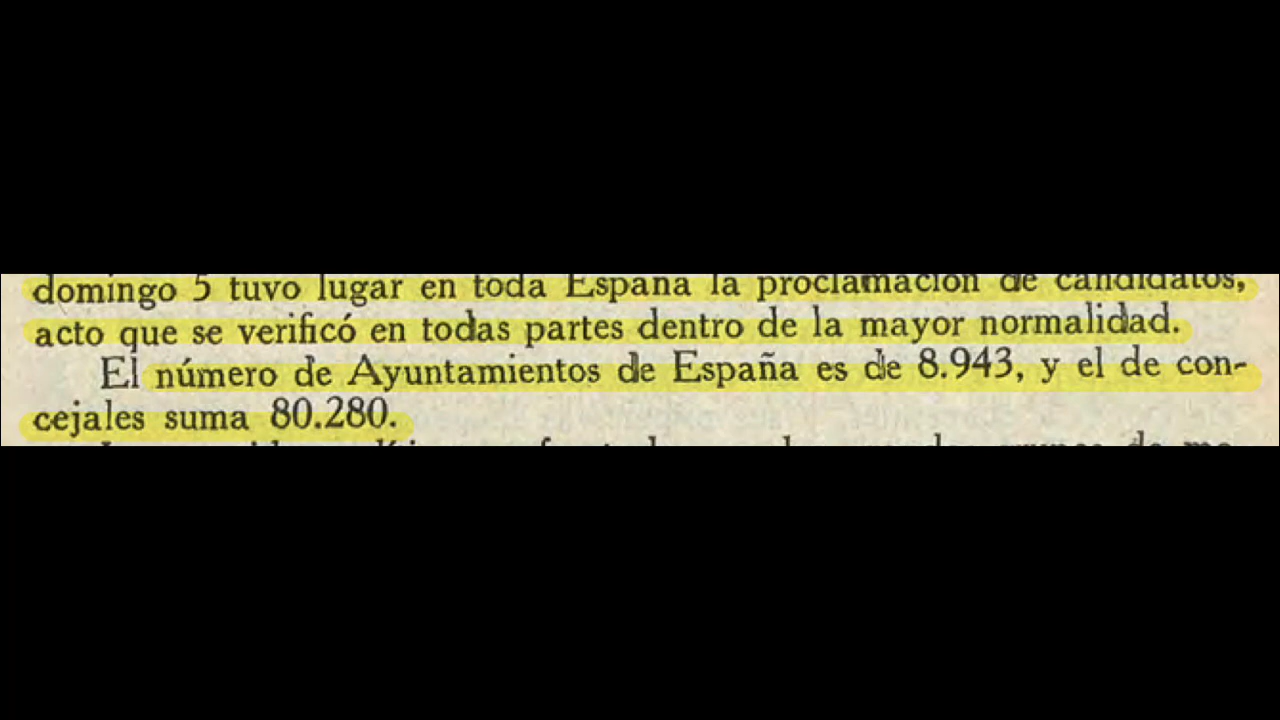 domingo 5 tuvo lugar en toda España la proclamación de candidatos,
acto que se verificó en todas partes dentro de la mayor normalidad.
El número de Ayuntamientos de España es de 8.943, y el de con-
cejales suma 80.280.